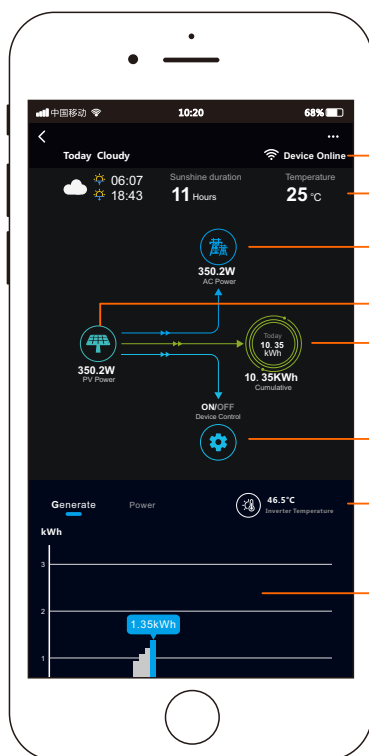 中国移动 10:20 68%
Today Cloudy Device Online
06:07 Sunshine duration Temperature
18:43 11 Hours 25 ℃
350.2W
AC Power
Today
10. 35
kWh
350.2W
PV Power
10. 35KWh
Cumulative
ON/OFF
Device Control
Generate Power 46.5℃
Inverter Temperature
kWh
3
2
1.35kWh
1